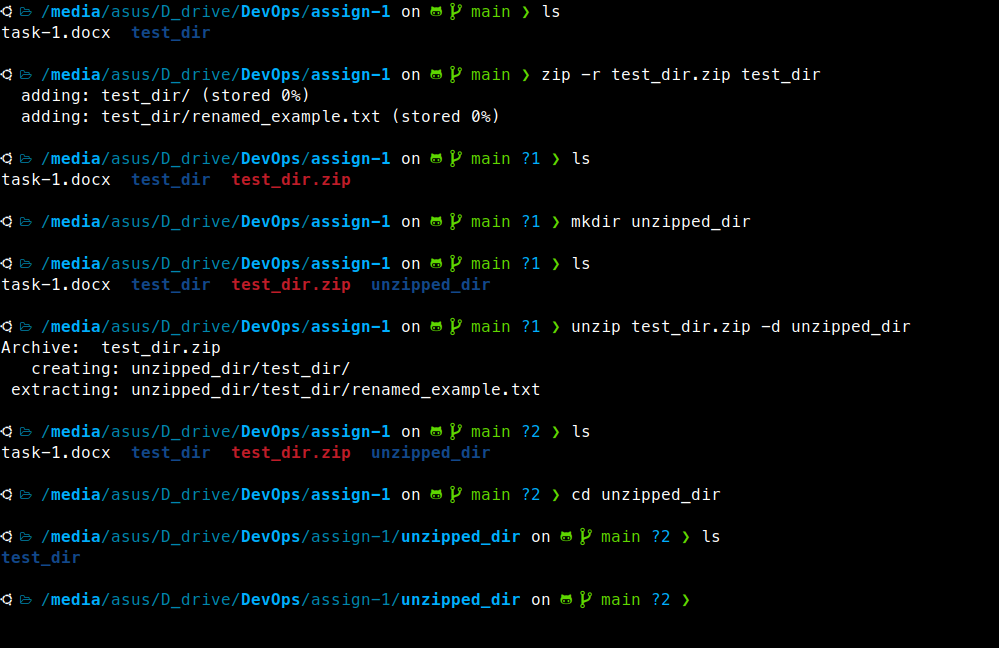 /media/asus/D_drive/DevOps/assign-1 on main ❯ ls
task-1.docx  test_dir
/media/asus/D_drive/DevOps/assign-1 on main ❯ zip -r test_dir.zip test_dir
  adding: test_dir/ (stored 0%)
  adding: test_dir/renamed_example.txt (stored 0%)
/media/asus/D_drive/DevOps/assign-1 on main ?1 ❯ ls
task-1.docx  test_dir  test_dir.zip
/media/asus/D_drive/DevOps/assign-1 on main ?1 ❯ mkdir unzipped_dir
/media/asus/D_drive/DevOps/assign-1 on main ?1 ❯ ls
task-1.docx  test_dir  test_dir.zip  unzipped_dir
/media/asus/D_drive/DevOps/assign-1 on main ?1 ❯ unzip test_dir.zip -d unzipped_dir
Archive:  test_dir.zip
   creating: unzipped_dir/test_dir/
 extracting: unzipped_dir/test_dir/renamed_example.txt
/media/asus/D_drive/DevOps/assign-1 on main ?2 ❯ ls
task-1.docx  test_dir  test_dir.zip  unzipped_dir
/media/asus/D_drive/DevOps/assign-1 on main ?2 ❯ cd unzipped_dir
/media/asus/D_drive/DevOps/assign-1/unzipped_dir on main ?2 ❯ ls
test_dir
/media/asus/D_drive/DevOps/assign-1/unzipped_dir on main ?2 ❯